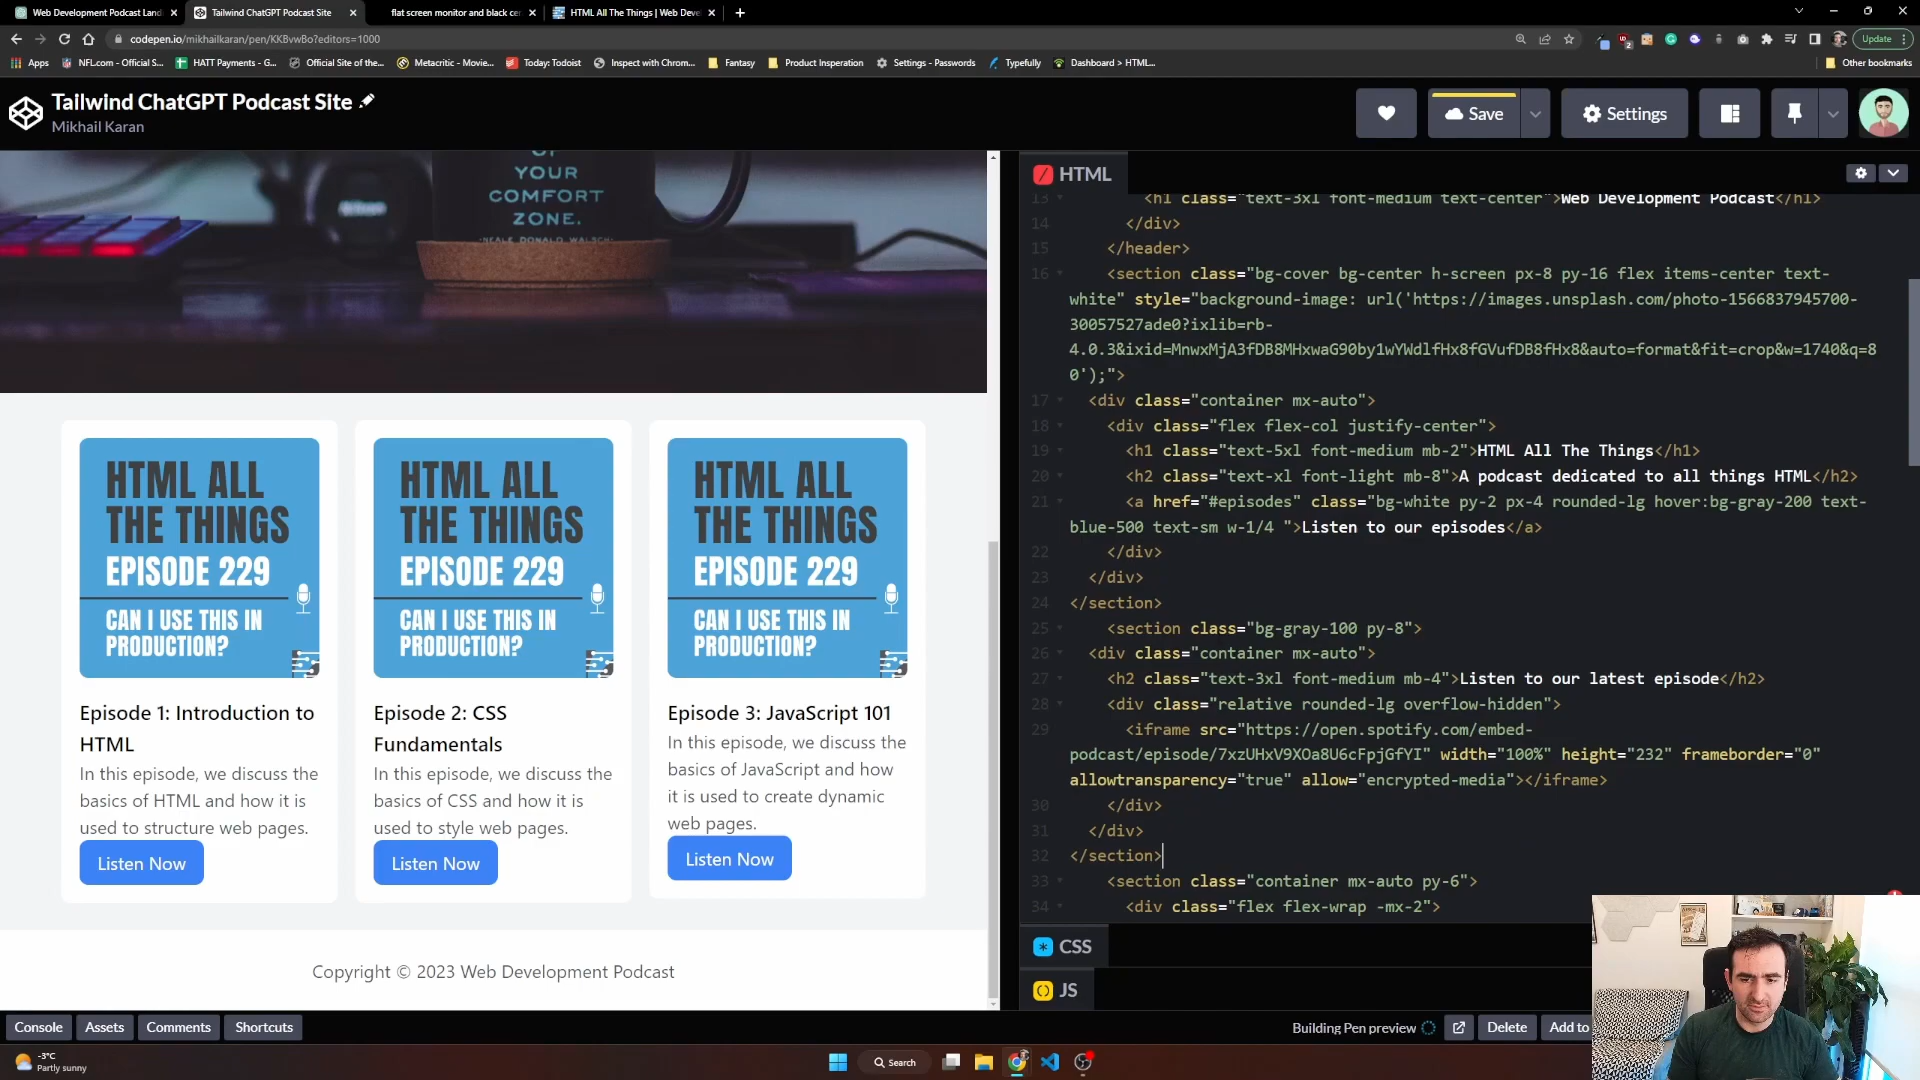 Web Development Podcast Land
Tailwind ChatGPT Podcast Site
flat screen monitor and black ce
HTML All The Things | Web Deve
codepen.io/mikhailkaran/pen/KKBvwBo?editors=1000
Update
Apps
NFL.com - Official S...
HATT Payments - G...
Official Site of the...
Metacritic - Movie...
Today: Todoist
Inspect with Chrom...
Fantasy
Product Insperation
Settings - Passwords
Typefully
Dashboard > HTML...
Other bookmarks
Tailwind ChatGPT Podcast Site
Mikhail Karan
Save
Settings
OF
YOUR
COMFORT
ZONE.
-NEALE DONALD WALSCH-
Nikon
HTML ALL
THE THINGS
EPISODE 229
CAN I USE THIS IN
PRODUCTION?
Episode 1: Introduction to
HTML
In this episode, we discuss the
basics of HTML and how it is
used to structure web pages.
Listen Now
HTML ALL
THE THINGS
EPISODE 229
CAN I USE THIS IN
PRODUCTION?
Episode 2: CSS
Fundamentals
In this episode, we discuss the
basics of CSS and how it is
used to style web pages.
Listen Now
HTML ALL
THE THINGS
EPISODE 229
CAN I USE THIS IN
PRODUCTION?
Episode 3: JavaScript 101
In this episode, we discuss the
basics of JavaScript and how
it is used to create dynamic
web pages.
Listen Now
Copyright © 2023 Web Development Podcast
HTML
13 <h1 class="text-3xl font-medium text-center">Web Development Podcast</h1>
14 </div>
15 </header>
16 <section class="bg-cover bg-center h-screen px-8 py-16 flex items-center text-
white" style="background-image: url('https://images.unsplash.com/photo-1566837945700-
30057527ade0?ixlib=rb-
4.0.3&ixid=MnwxMjA3fDB8MHxwaG90by1wYWdlfHx8fGVufDB8fHx8&auto=format&fit=crop&w=1740&q=8
0');">
17 <div class="container mx-auto">
18 <div class="flex flex-col justify-center">
19 <h1 class="text-5xl font-medium mb-2">HTML All The Things</h1>
20 <h2 class="text-xl font-light mb-8">A podcast dedicated to all things HTML</h2>
21 <a href="#episodes" class="bg-white py-2 px-4 rounded-lg hover:bg-gray-200 text-
blue-500 text-sm w-1/4 ">Listen to our episodes</a>
22 </div>
23 </div>
24 </section>
25 <section class="bg-gray-100 py-8">
26 <div class="container mx-auto">
27 <h2 class="text-3xl font-medium mb-4">Listen to our latest episode</h2>
28 <div class="relative rounded-lg overflow-hidden">
29 <iframe src="https://open.spotify.com/embed-
podcast/episode/7xzUHxV9XOa8U6cFpjGfYI" width="100%" height="232" frameborder="0"
allowtransparency="true" allow="encrypted-media"></iframe>
30 </div>
31 </div>
32 </section>
33 <section class="container mx-auto py-6">
34 <div class="flex flex-wrap -mx-2">
CSS
JS
Console
Assets
Comments
Shortcuts
Building Pen preview
Delete
Add to
-3°C
Partly sunny
Search